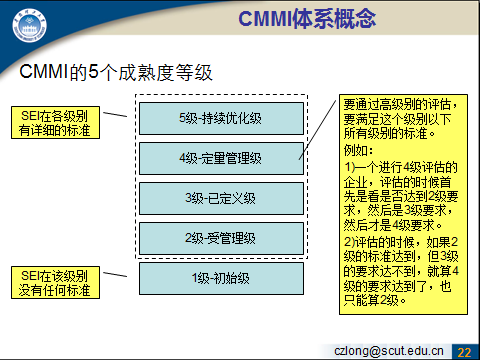 CMMI体系概念
CMMI的5个成熟度等级
SEI在各级别
有详细的标准
5级-持续优化级
4级-定量管理级
3级-已定义级
2级-受管理级
1级-初始级
SEI在该级别
没有任何标准
要通过高级别的评估，
要满足这个级别以下
所有级别的标准。
例如：
1)一个进行4级评估的
企业，评估的时候首
先是看是否达到2级要
求，然后是3级要求，
然后才是4级要求。
2)评估的时候，如果2
级的标准达到，但3级
的要求达不到，就算4
级的要求达到了，也
只能算2级。
czlong@scut.edu.cn
22